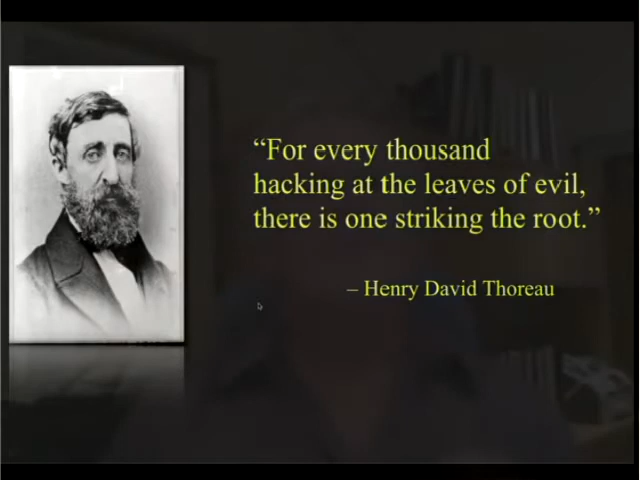 “For every thousand
hacking at the leaves of evil,
there is one striking the root.”
– Henry David Thoreau